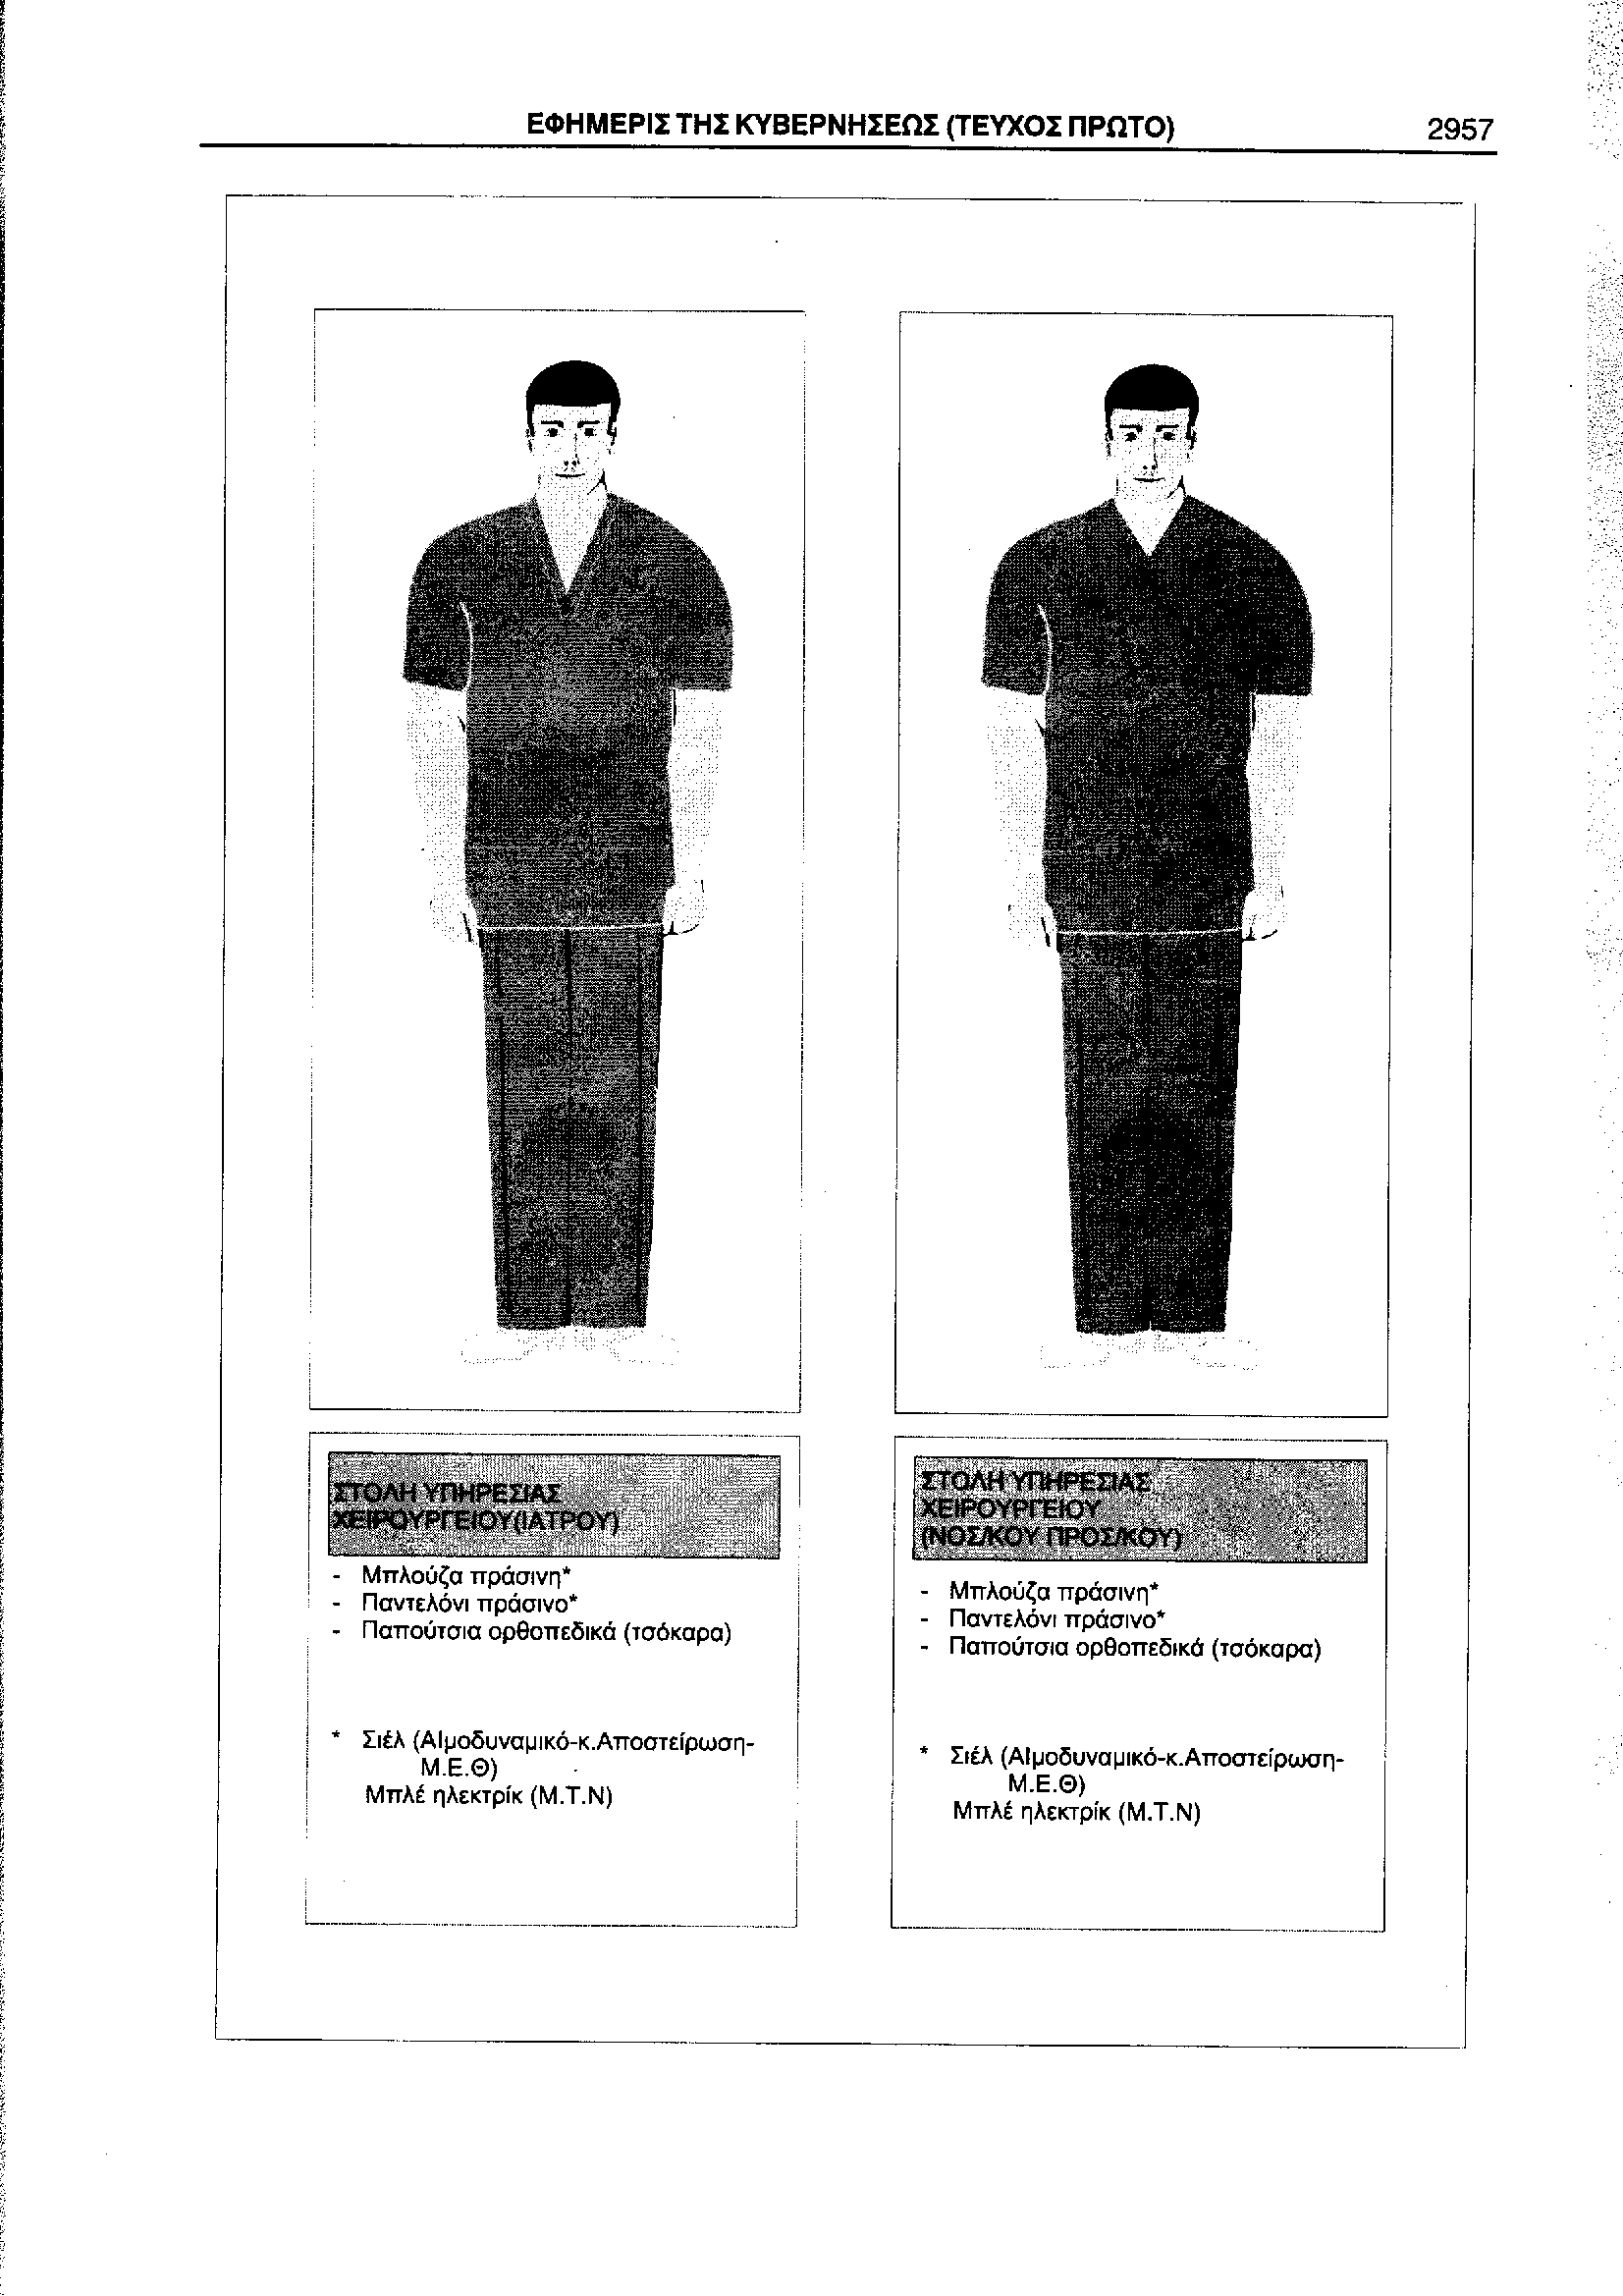 ΕΦΗΜΕΡΙΣ ΤΗΣ ΚΥΒΕΡΝΗΣΕΩΣ (ΤΕΥΧΟΣ ΠΡΩΤΟ)
2957
ΣΤΟΛΗ ΥΠΗΡΕΣΙΑΣ
ΧΕΙΡΟΥΡΓΕΙΟΥ(ΙΑΤΡΟΥ)
- Μπλούζα πράσινη*
- Παντελόνι πράσινο*
- Παπούτσια ορθοπεδικά (τσόκαρα)
* Σιέλ (ΑΙμοδυναμικό-κ.Αποστείρωση-
Μ.Ε.Θ)
Μπλέ ηλεκτρίκ (Μ.Τ.Ν)
ΣΤΟΛΗ ΥΠΗΡΕΣΙΑΣ
ΧΕΙΡΟΥΡΓΕΙΟΥ
(ΝΟΣ/ΚΟΥ ΠΡΟΣ/ΚΟΥ)
- Μπλούζα πράσινη*
- Παντελόνι πράσινο*
- Παπούτσια ορθοπεδικά (τσόκαρα)
* Σιέλ (ΑΙμοδυναμικό-κ.Αποστείρωση-
Μ.Ε.Θ)
Μπλέ ηλεκτρίκ (Μ.Τ.Ν)